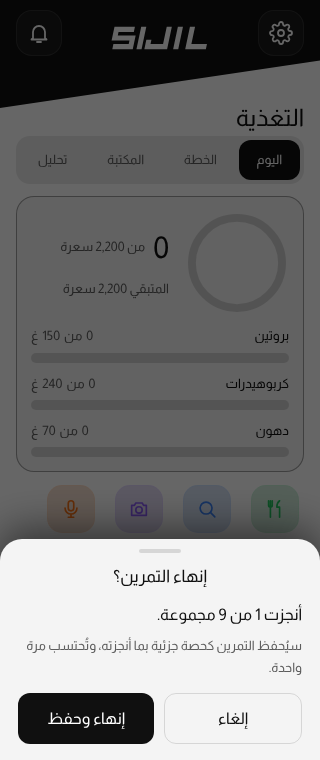 SIJIL
التغذية
اليوم
الخطة
المكتبة
تحليل
0 من 2,200 سعرة
المتبقي 2,200 سعرة
بروتين
0 من 150 غ
كربوهيدرات
0 من 240 غ
دهون
0 من 70 غ
إنهاء التمرين؟
أنجزت 1 من 9 مجموعة.
سيُحفظ التمرين كحصة جزئية بما أنجزته، وتُحتسب مرة
واحدة.
إلغاء
إنهاء وحفظ